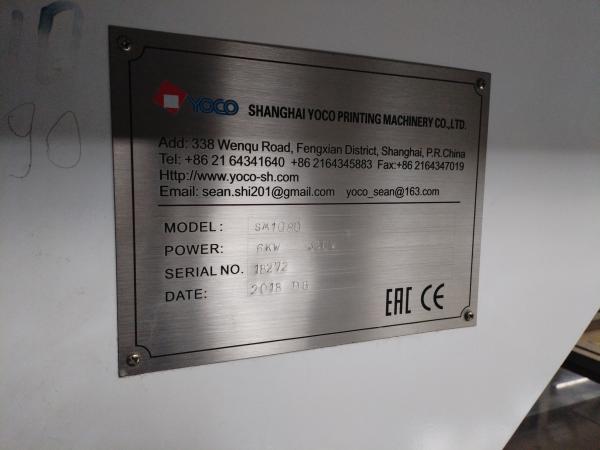 YOCO SHANGHAI YOCO PRINTING MACHINERY CO.,LTD.
Add: 338 Wenqu Road, Fengxian District, Shanghai, P.R.China
Tel: +86 21 64341640 +86 2164345883 Fax:+86 2164347019
Http://www.yoco-sh.com
Email: sean.shi201@gmail.com yoco_sean@163.com
MODEL:
POWER: 6KW
SERIAL NO. 18272
DATE: 2018 08
EAC CE
90